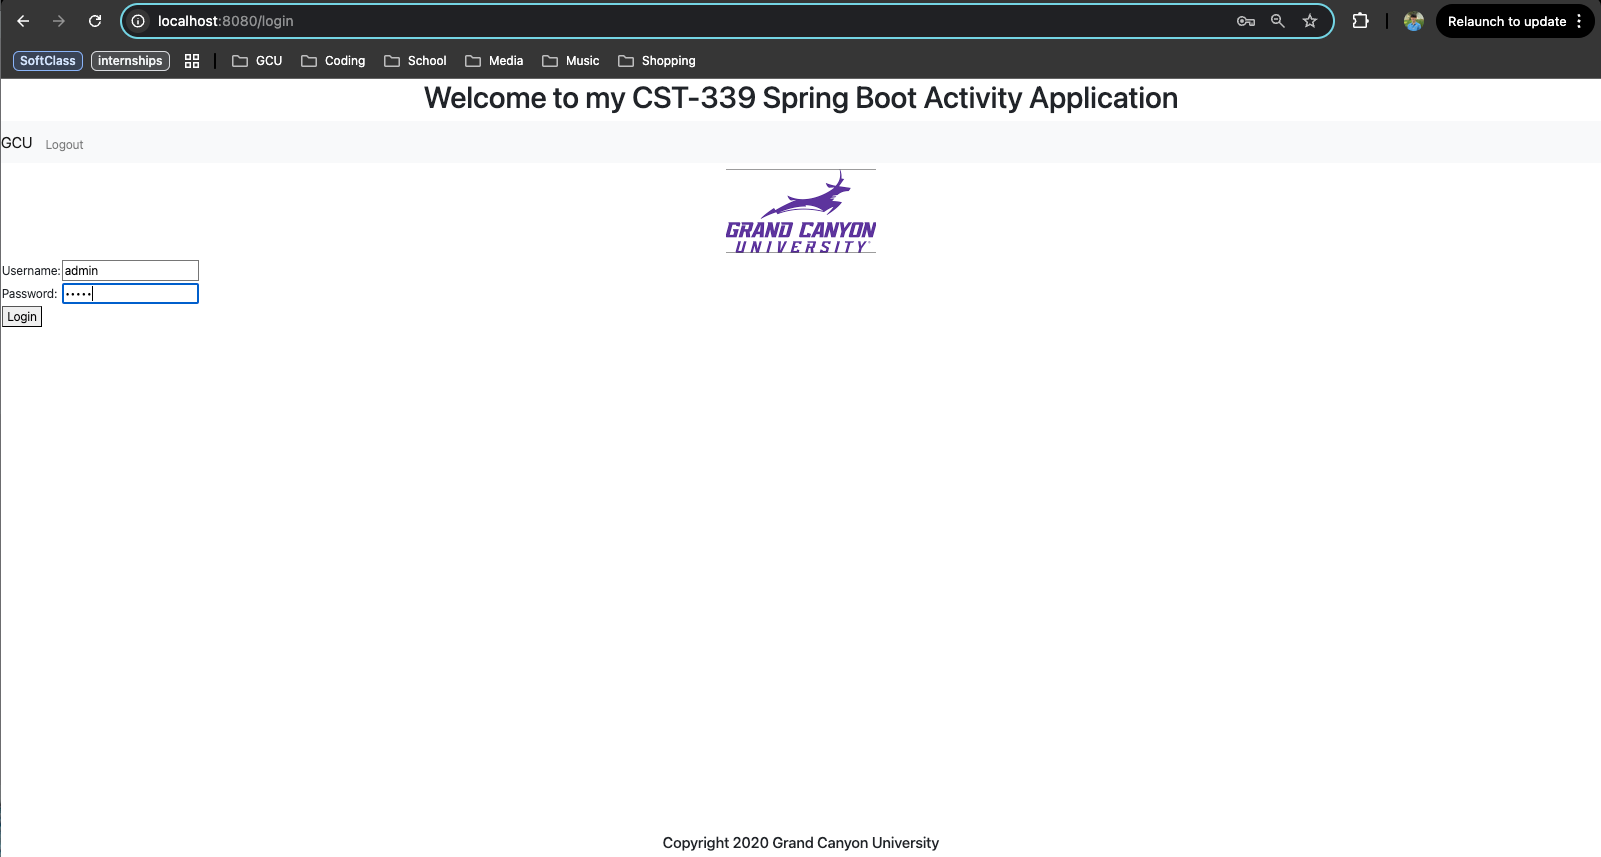 localhost:8080/login
Relaunch to update
SoftClass internships GCU Coding School Media Music Shopping
Welcome to my CST-339 Spring Boot Activity Application
GCU Logout
GRAND CANYON
UNIVERSITY
Username: admin
Password: •••••
Login
Copyright 2020 Grand Canyon University